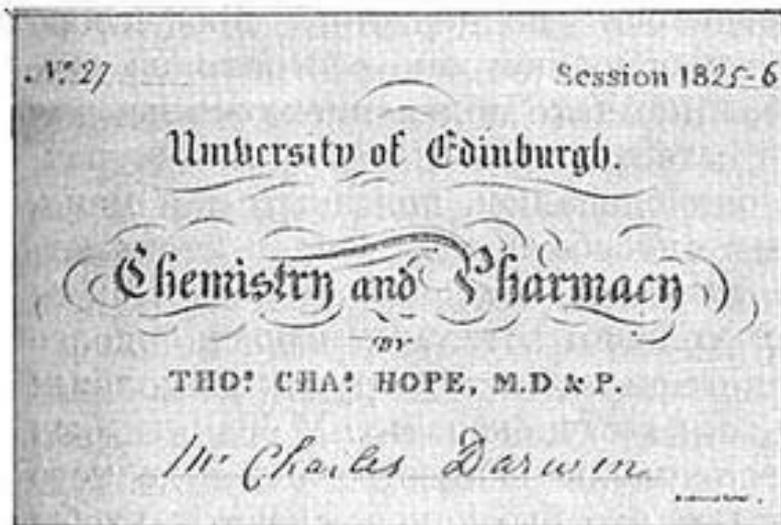 No. 27 Session 1825-6
University of Edinburgh.
Chemistry and Pharmacy
BY
THOs. CHAs. HOPE, M.D & P.
Mr Charles Darwin.